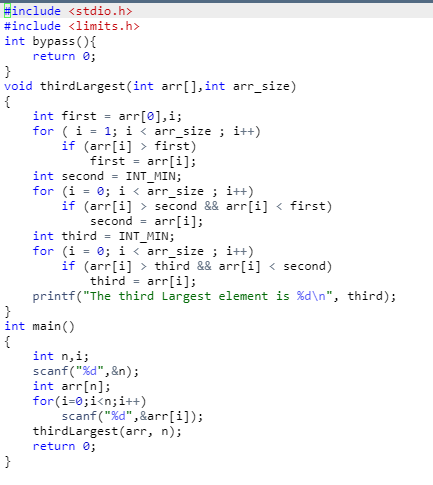 #include <stdio.h>
#include <limits.h>
int bypass(){
    return 0;
}
void thirdLargest(int arr[],int arr_size)
{
    int first = arr[0],i;
    for ( i = 1; i < arr_size ; i++)
        if (arr[i] > first)
            first = arr[i];
    int second = INT_MIN;
    for (i = 0; i < arr_size ; i++)
        if (arr[i] > second && arr[i] < first)
            second = arr[i];
    int third = INT_MIN;
    for (i = 0; i < arr_size ; i++)
        if (arr[i] > third && arr[i] < second)
            third = arr[i];
    printf("The third Largest element is %d\n", third);
}
int main()
{
    int n,i;
    scanf("%d",&n);
    int arr[n];
    for(i=0;i<n;i++)
        scanf("%d",&arr[i]);
    thirdLargest(arr, n);
    return 0;
}